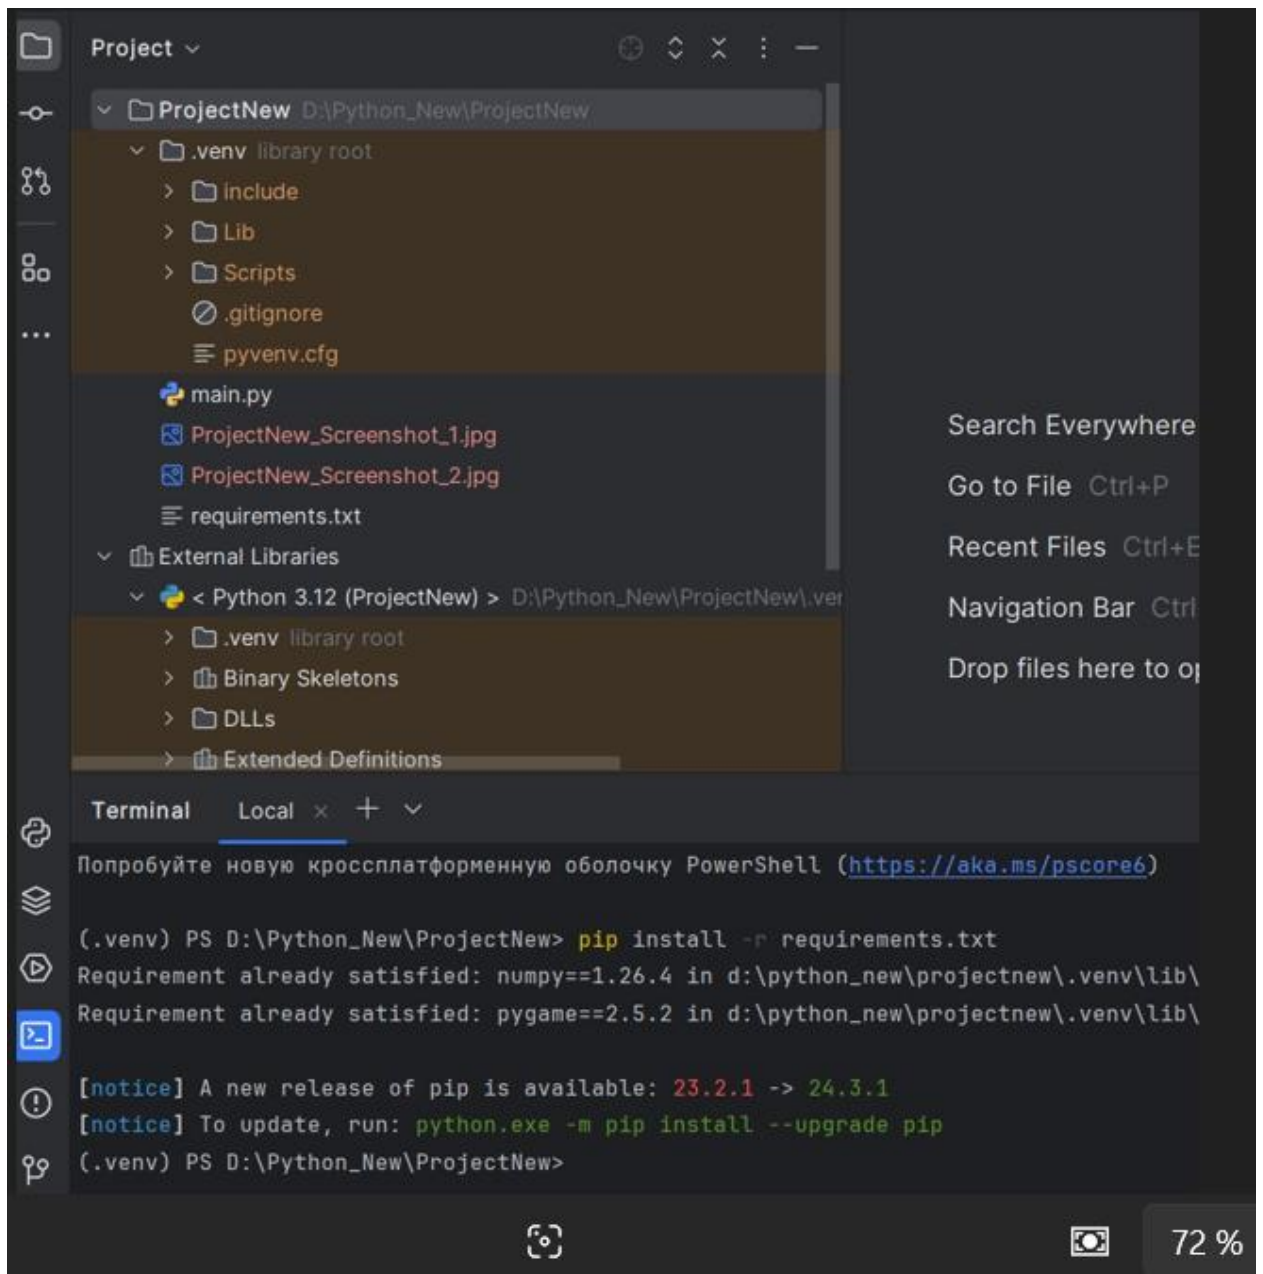 Project
ProjectNew D:\Python_New\ProjectNew
.venv library root
include
Lib
Scripts
.gitignore
pyvenv.cfg
main.py
ProjectNew_Screenshot_1.jpg
ProjectNew_Screenshot_2.jpg
requirements.txt
External Libraries
< Python 3.12 (ProjectNew) > D:\Python_New\ProjectNew\.ver
.venv library root
Binary Skeletons
DLLs
Extended Definitions
Search Everywhere
Go to File Ctrl+P
Recent Files Ctrl+E
Navigation Bar Ctrl
Drop files here to op
Terminal Local
Попробуйте новую кроссплатформенную оболочку PowerShell (https://aka.ms/pscore6)
(.venv) PS D:\Python_New\ProjectNew> pip install -r requirements.txt
Requirement already satisfied: numpy==1.26.4 in d:\python_new\projectnew\.venv\lib\
Requirement already satisfied: pygame==2.5.2 in d:\python_new\projectnew\.venv\lib\
[notice] A new release of pip is available: 23.2.1 -> 24.3.1
[notice] To update, run: python.exe -m pip install --upgrade pip
(.venv) PS D:\Python_New\ProjectNew>
72 %